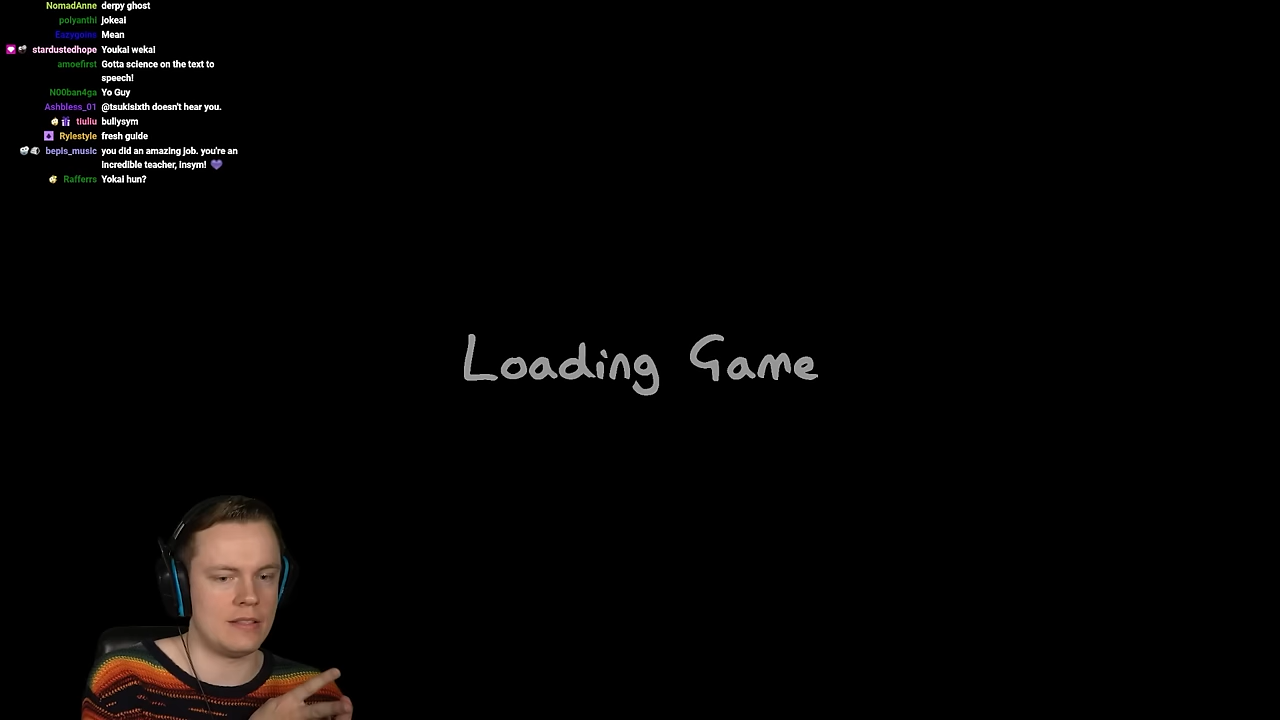 NomadAnne derpy ghost
polyanthi jokeai
Eazygoins Mean
stardustedhope Youkai wekai
amoefirst Gotta science on the text to
speech!
N00ban4ga Yo Guy
Ashbless_01 @tsukisixth doesn't hear you.
tiuliu bullysym
Rylestyle fresh guide
bepis_music you did an amazing job. you're an
incredible teacher, Insym!
Rafferrs Yokai hun?
Loading Game